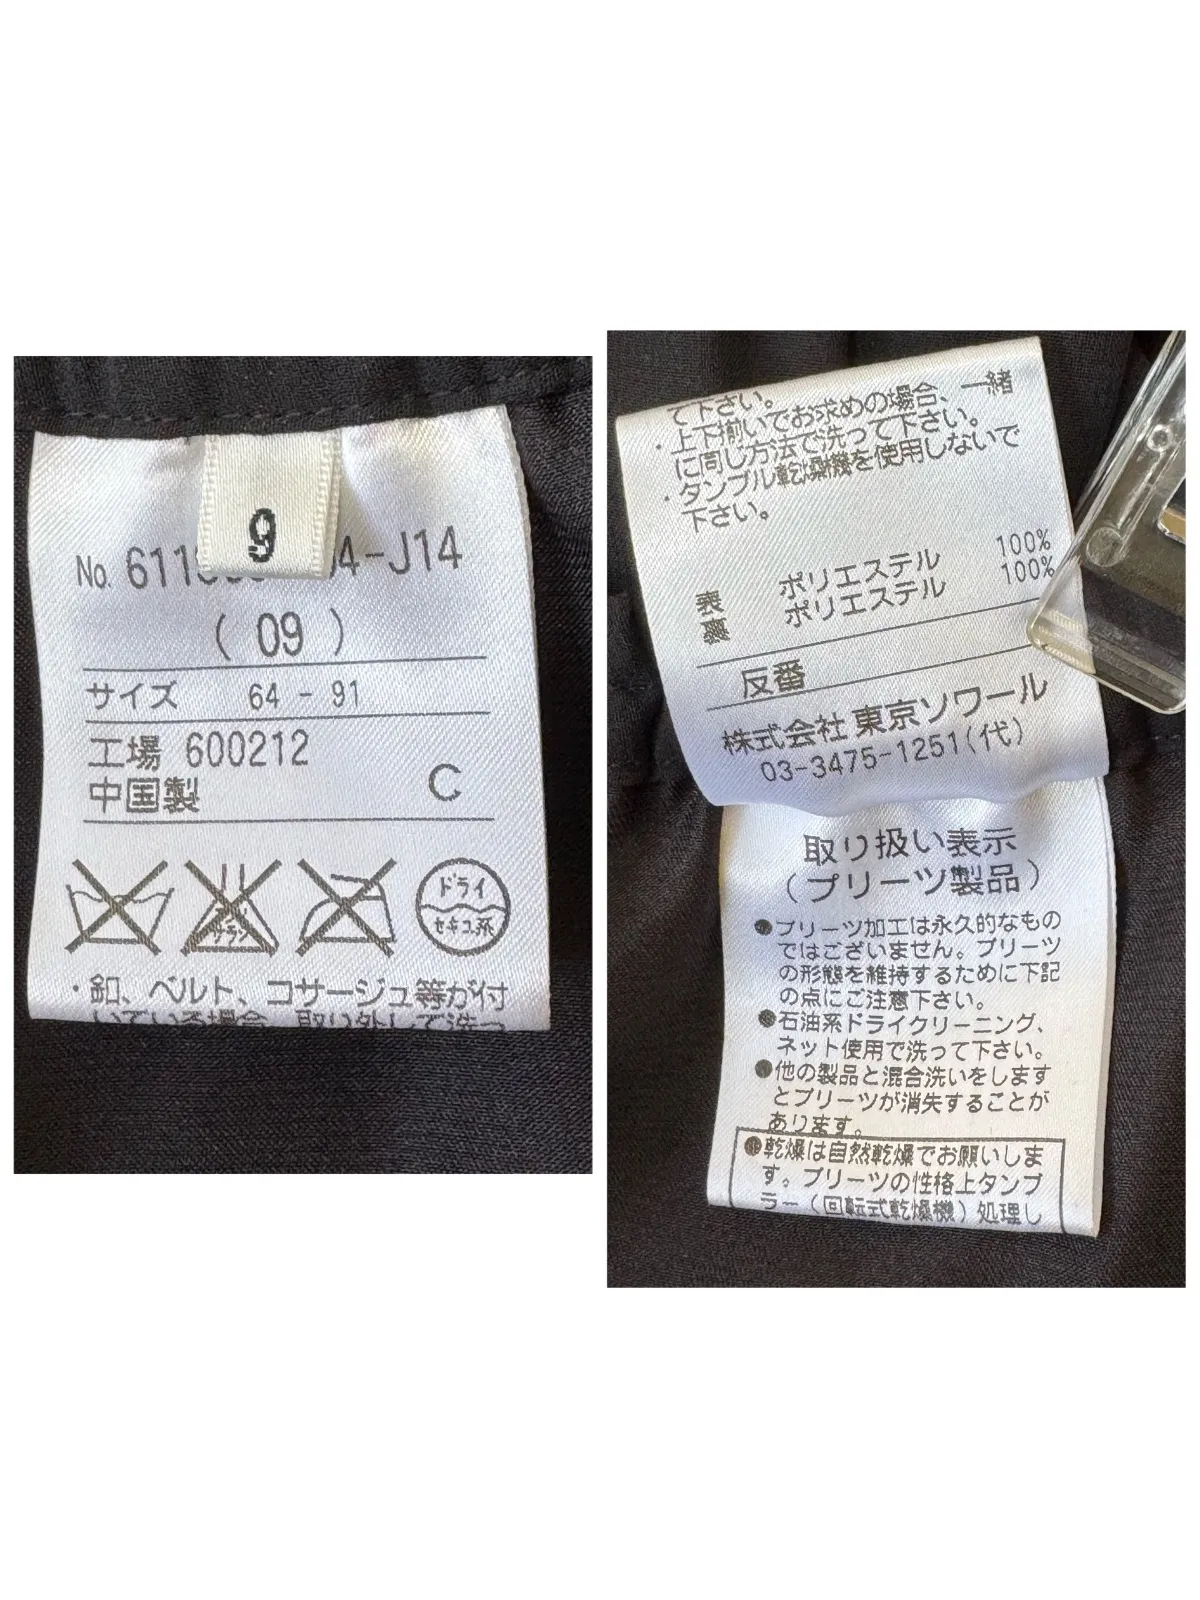 9
No. 611 4-J14
( 09 )
サイズ 64 - 91
工場 600212
中国製 C
ドライ
セキユ系
・釦、ベルト、コサージュ等が付
いている場合、取り外して洗っ
て下さい。
・上下揃いでお求めの場合、一緒
に同じ方法で洗って下さい。
・タンブル乾燥機を使用しないで
下さい。
表 ポリエステル 100%
裏 ポリエステル 100%
反番
株式会社 東京ソワール
03-3475-1251(代)
取り扱い表示
(プリーツ製品)
●プリーツ加工は永久的なもの
ではございません。プリーツ
の形態を維持するために下記
の点にご注意下さい。
●石油系ドライクリーニング、
ネット使用で洗って下さい。
●他の製品と混合洗いをします
とプリーツが消失することが
あります。
●乾燥は自然乾燥でお願いしま
す。プリーツの性格上タンブ
ラー(回転式乾燥機)処理し